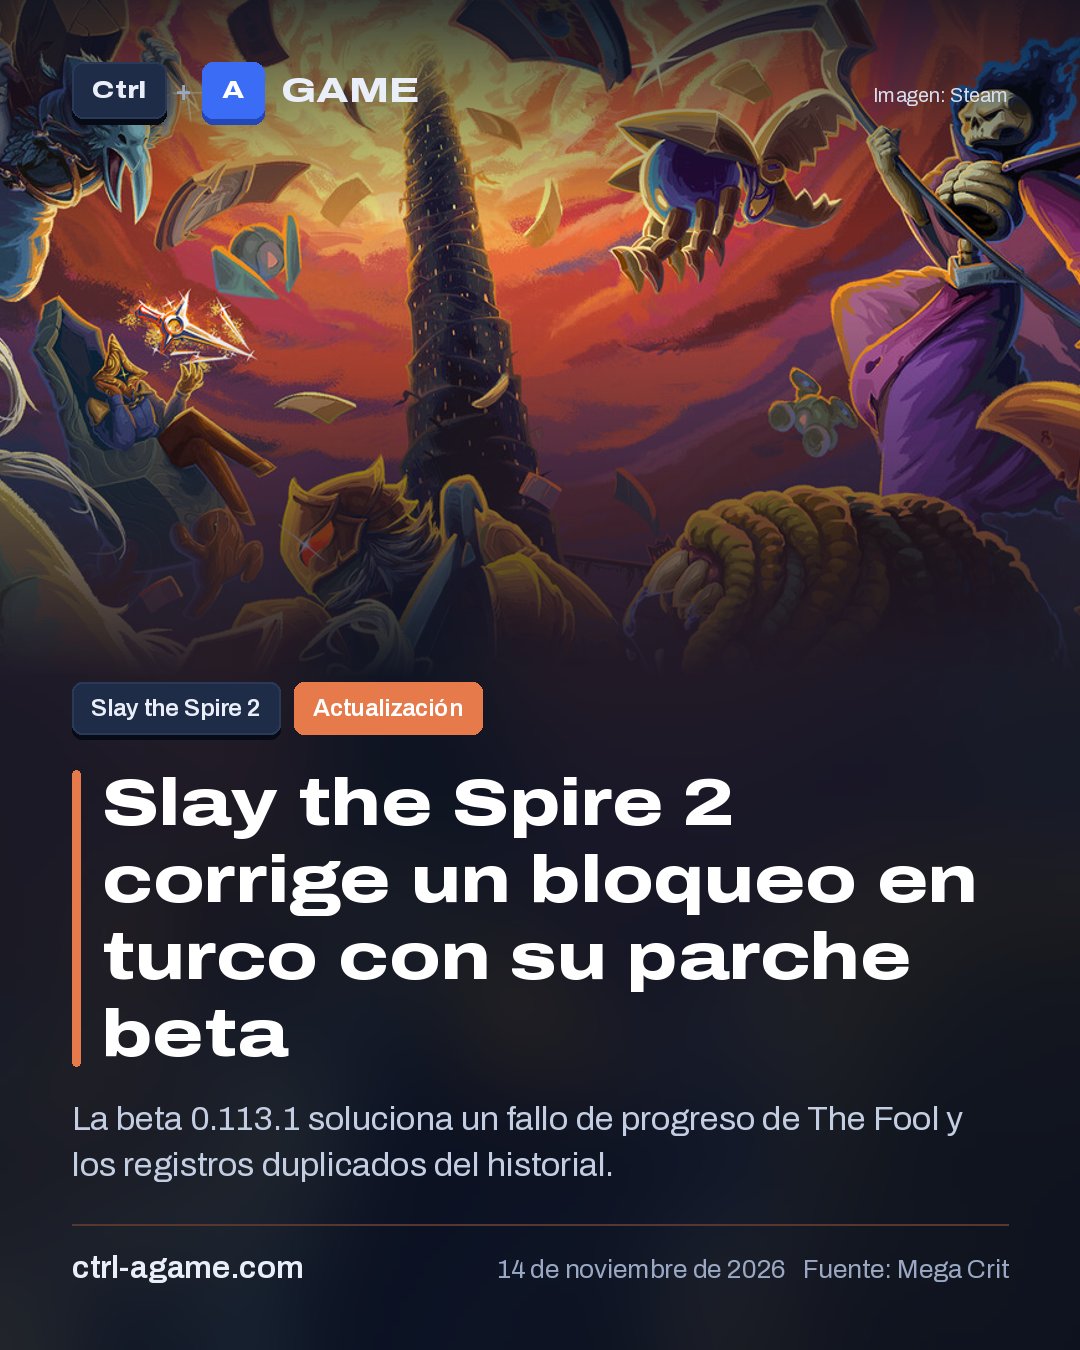 Ctrl + A GAME
Imagen: Steam
Slay the Spire 2
Actualización
Slay the Spire 2
corrige un bloqueo en
turco con su parche
beta
La beta 0.113.1 soluciona un fallo de progreso de The Fool y
los registros duplicados del historial.
ctrl-agame.com
14 de noviembre de 2026 Fuente: Mega Crit